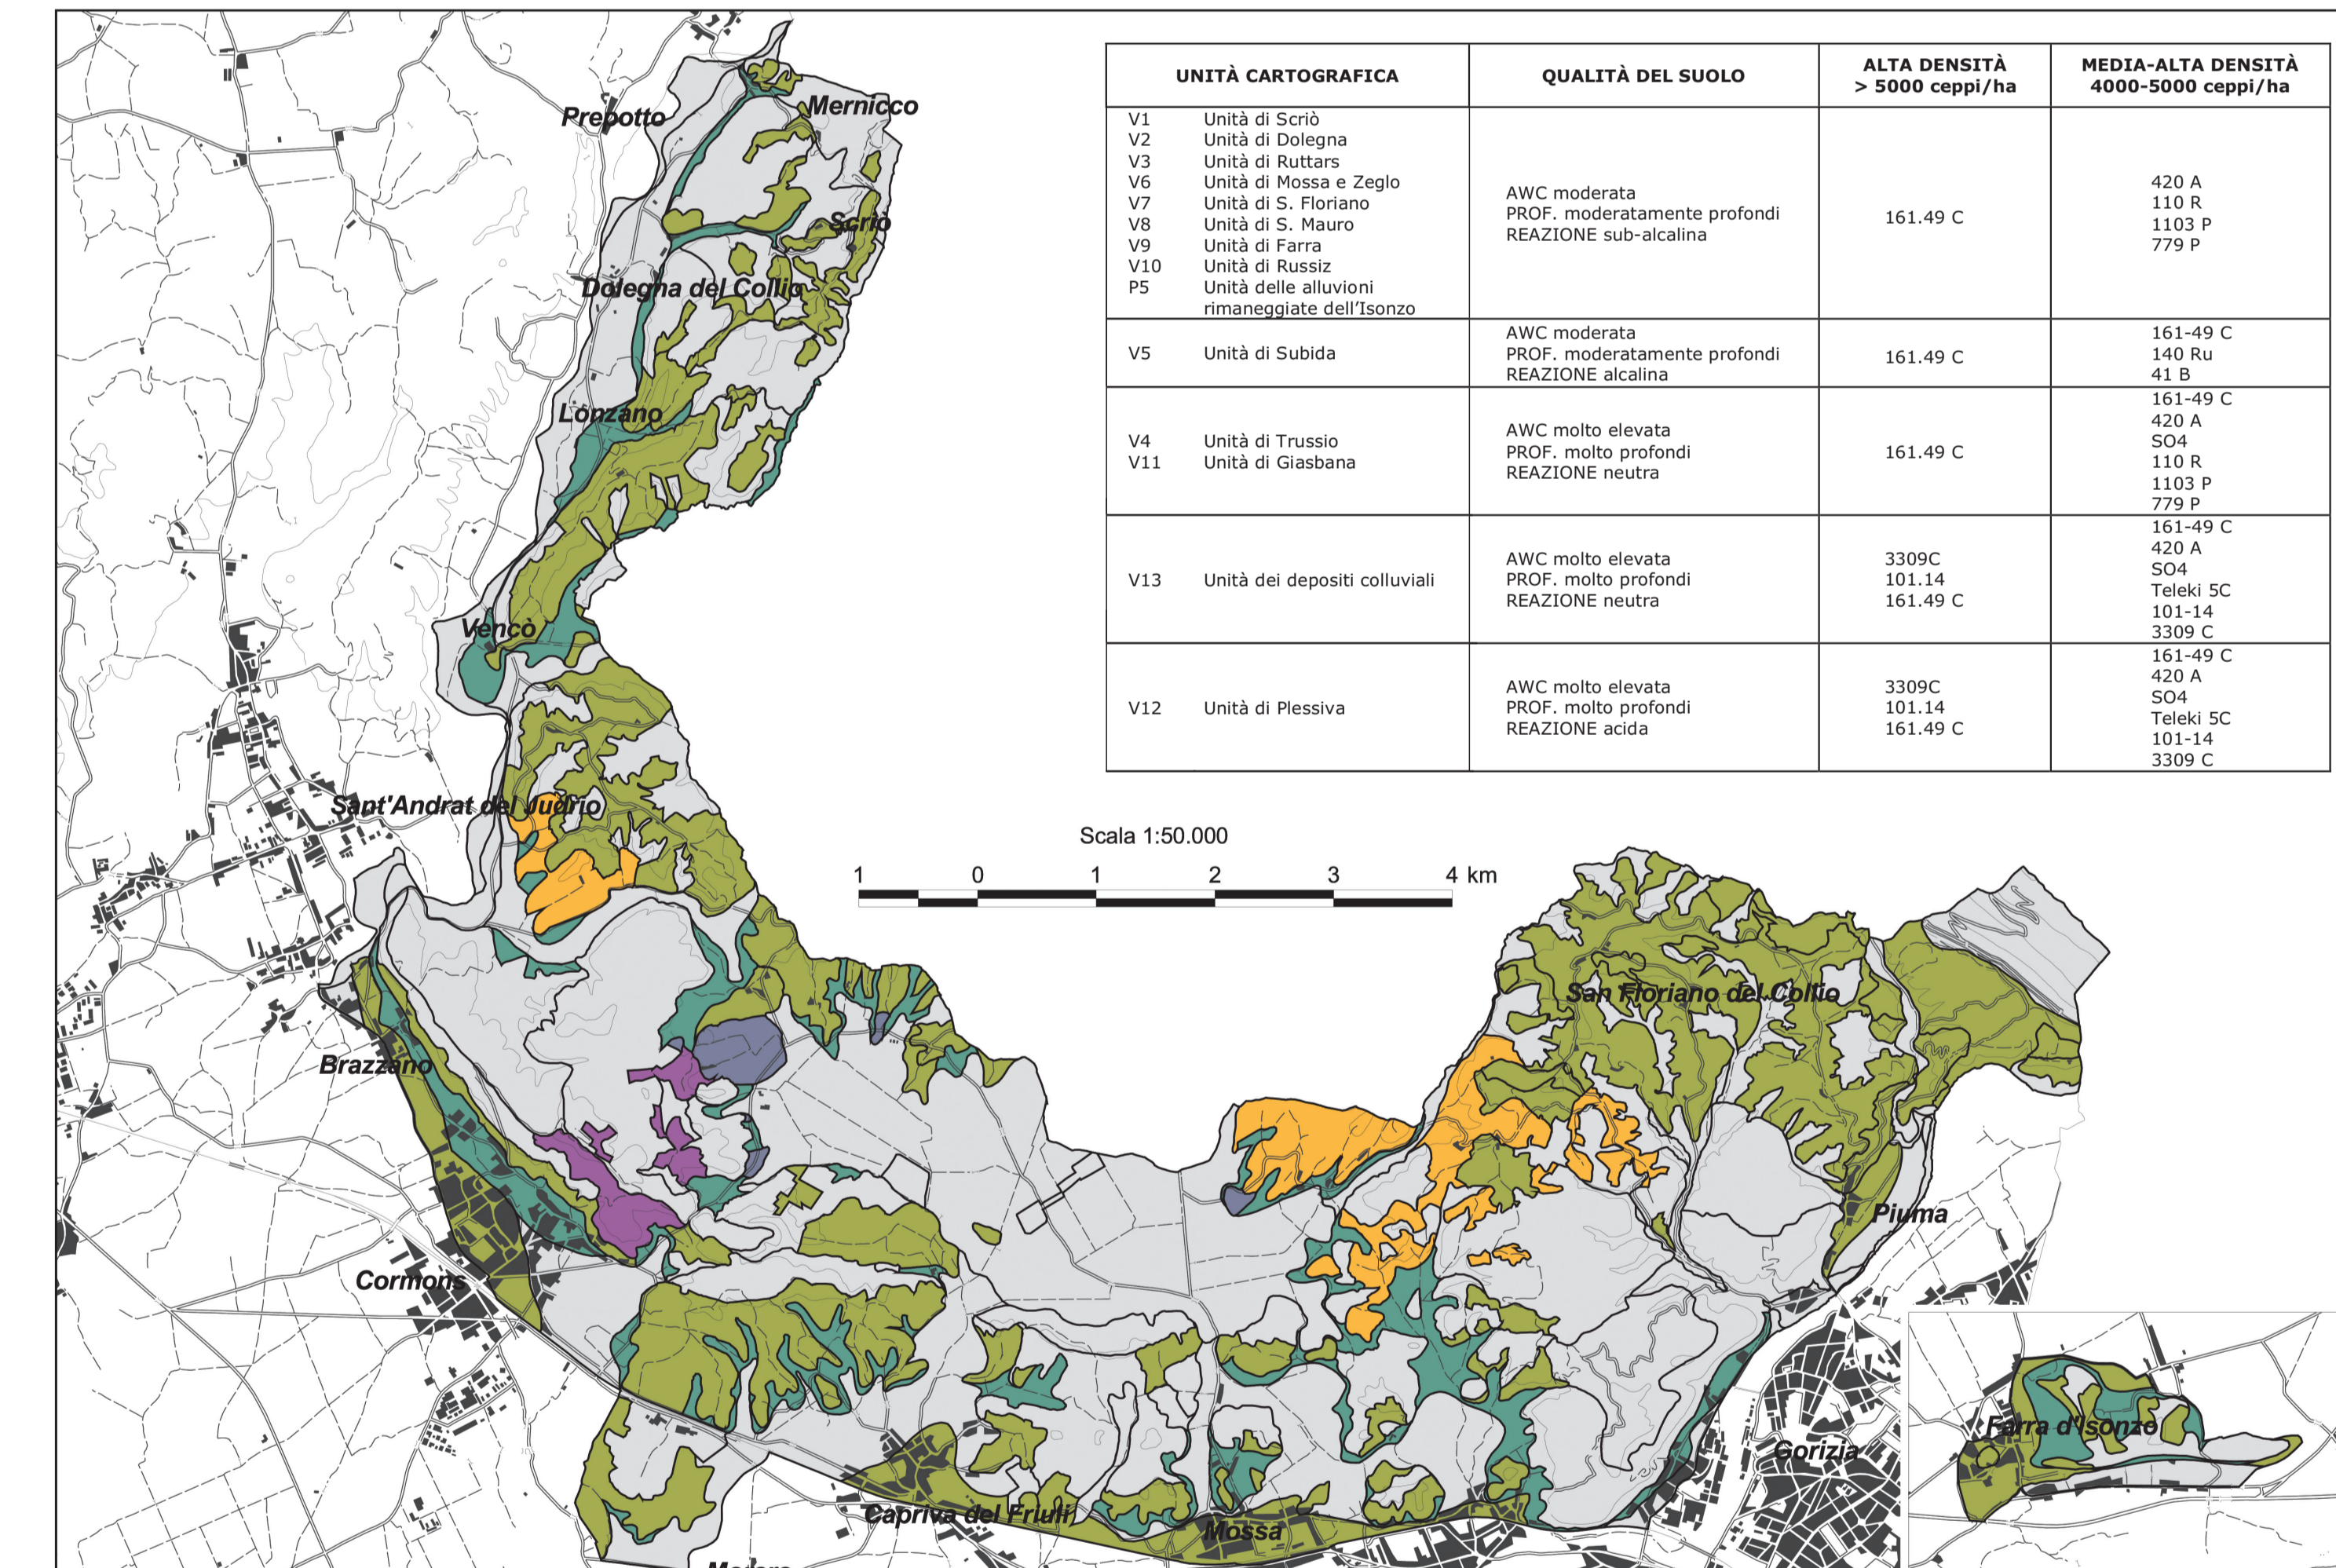 UNITÀ CARTOGRAFICA
QUALITÀ DEL SUOLO
ALTA DENSITÀ
> 5000 ceppi/ha
MEDIA-ALTA DENSITÀ
4000-5000 ceppi/ha
V1 Unità di Scriò
V2 Unità di Dolegna
V3 Unità di Ruttars
V6 Unità di Mossa e Zeglo
V7 Unità di S. Floriano
V8 Unità di S. Mauro
V9 Unità di Farra
V10 Unità di Russiz
P5 Unità delle alluvioni
rimaneggiate dell'Isonzo
AWC moderata
PROF. moderatamente profondi
REAZIONE sub-alcalina
161.49 C
420 A
110 R
1103 P
779 P
V5 Unità di Subida
AWC moderata
PROF. moderatamente profondi
REAZIONE alcalina
161.49 C
161-49 C
140 Ru
41 B
V4 Unità di Trussio
V11 Unità di Giasbana
AWC molto elevata
PROF. molto profondi
REAZIONE neutra
161.49 C
161-49 C
420 A
SO4
110 R
1103 P
779 P
V13 Unità dei depositi colluviali
AWC molto elevata
PROF. molto profondi
REAZIONE neutra
3309C
101.14
161.49 C
161-49 C
420 A
SO4
Teleki 5C
101-14
3309 C
V12 Unità di Plessiva
AWC molto elevata
PROF. molto profondi
REAZIONE acida
3309C
101.14
161.49 C
161-49 C
420 A
SO4
Teleki 5C
101-14
3309 C
Prepotto
Mernicco
Scriò
Dolegna del Collio
Lonzano
Vencò
Sant'Andrat del Judrio
Scala 1:50.000
1 0 1 2 3 4 km
San Floriano del Collio
Brazzano
Piuma
Cormons
Farra d'Isonzo
Gorizia
Capriva del Friuli
Mossa